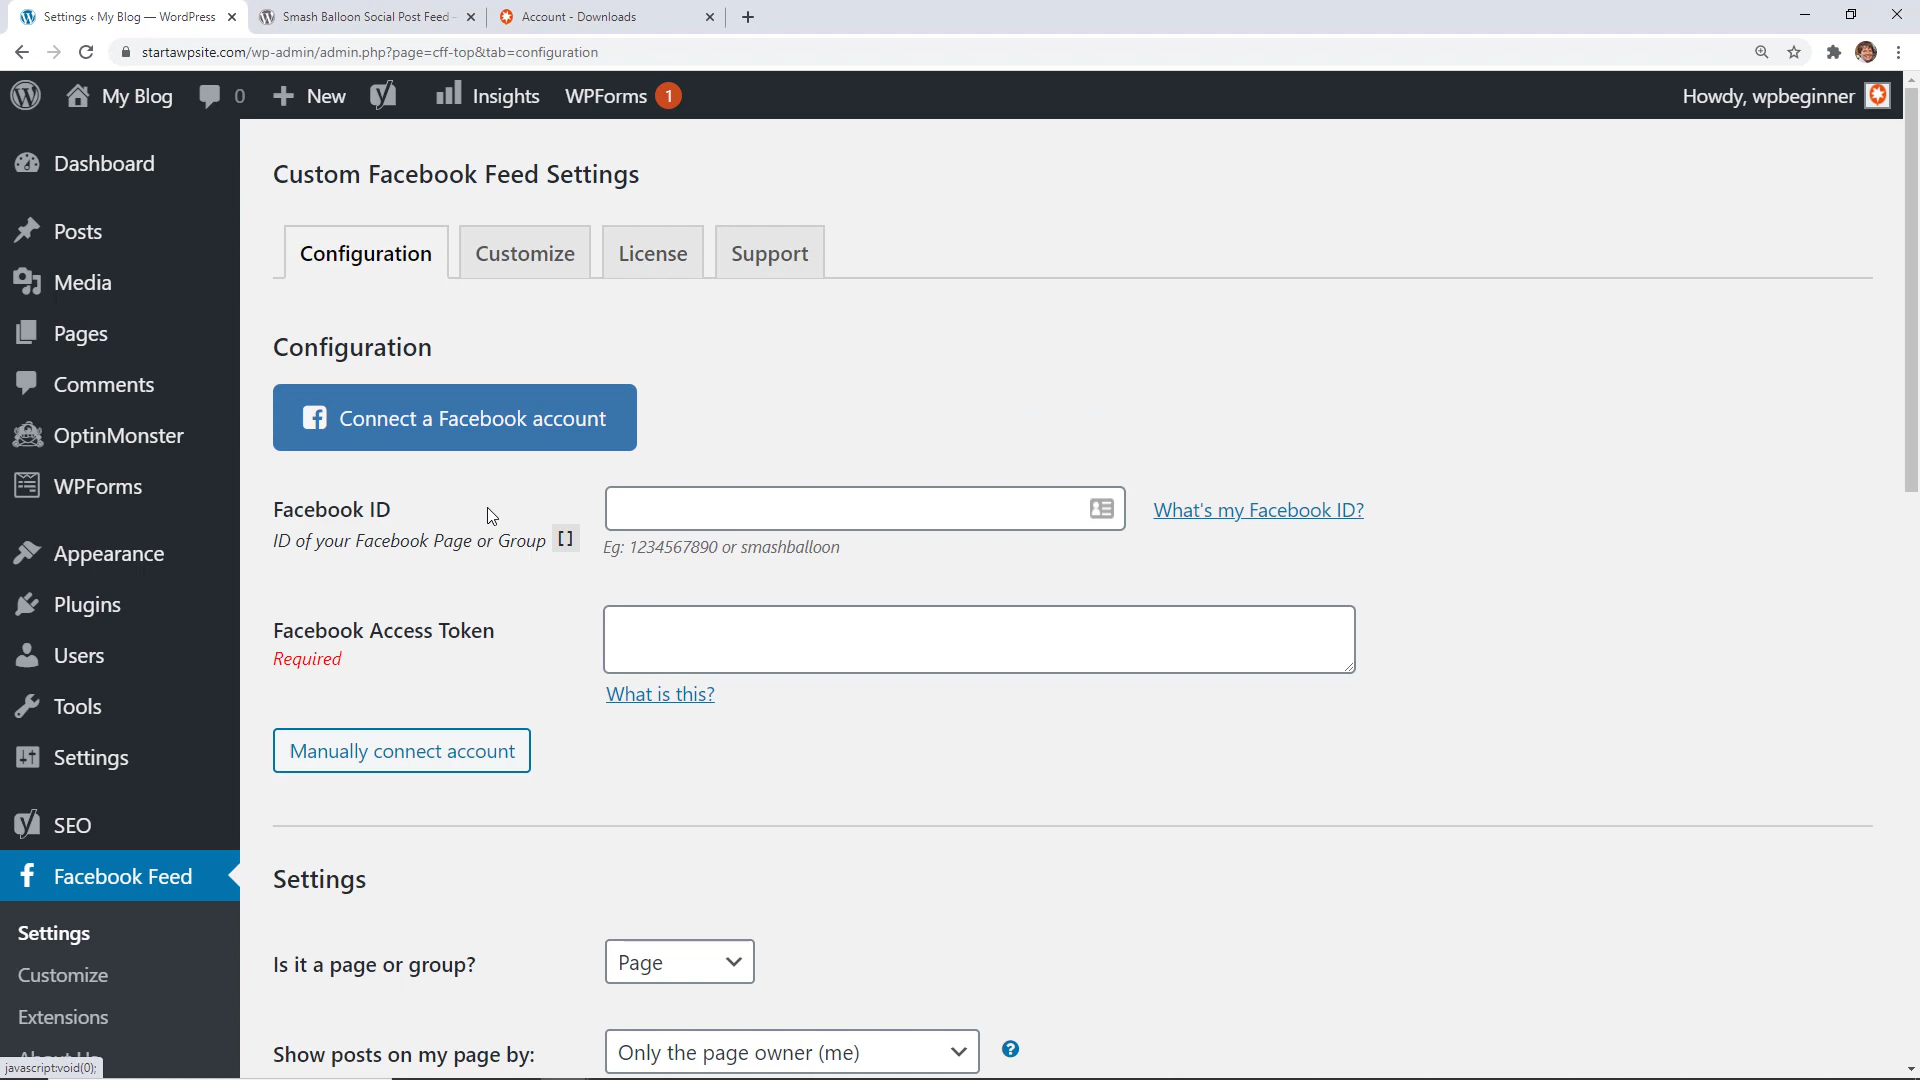 Settings ‹ My Blog — WordPress
Smash Balloon Social Post Feed -
Account - Downloads
startawpsite.com/wp-admin/admin.php?page=cff-top&tab=configuration
My Blog
0
New
Insights
WPForms 1
Howdy, wpbeginner
Dashboard
Posts
Media
Pages
Comments
OptinMonster
WPForms
Appearance
Plugins
Users
Tools
Settings
SEO
Facebook Feed
Settings
Customize
Extensions
About Us
javascript:void(0);
Custom Facebook Feed Settings
Configuration
Customize
License
Support
Configuration
Connect a Facebook account
Facebook ID
ID of your Facebook Page or Group []
What's my Facebook ID?
Eg: 1234567890 or smashballoon
Facebook Access Token
Required
What is this?
Manually connect account
Settings
Is it a page or group?
Page
Show posts on my page by:
Only the page owner (me)
?